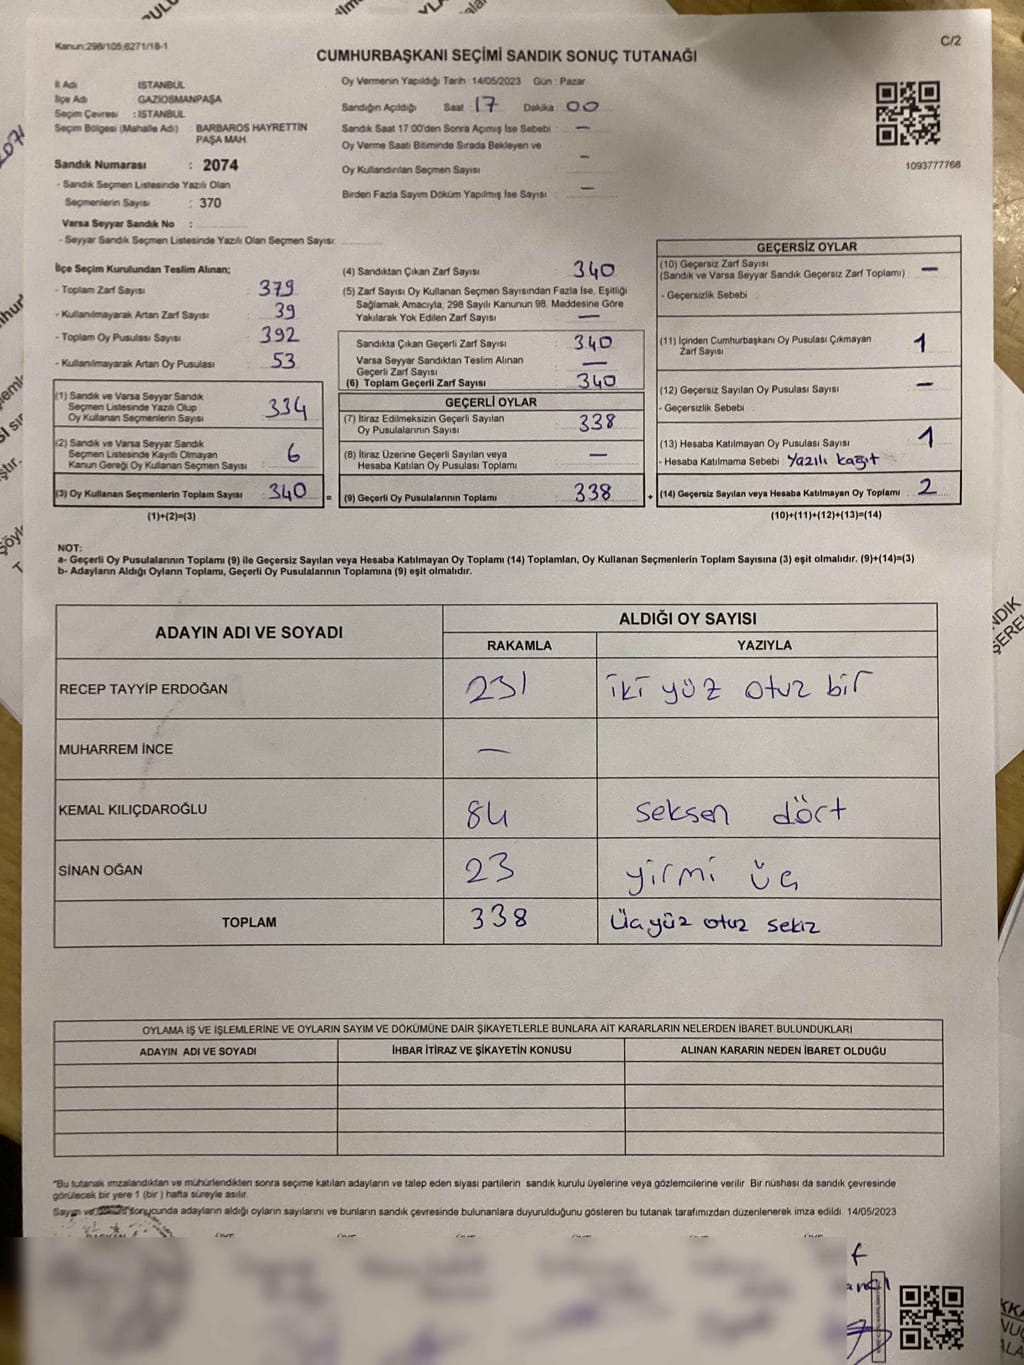 Kanun:298/105;6271/18-1
C/2
CUMHURBAŞKANI SEÇİMİ SANDIK SONUÇ TUTANAĞI
İl Adı İSTANBUL
İlçe Adı GAZİOSMANPAŞA
Seçim Çevresi : İSTANBUL
Seçim Bölgesi (Mahalle Adı) BARBAROS HAYRETTİN
PAŞA MAH.
Sandık Numarası : 2074
- Sandık Seçmen Listesinde Yazılı Olan
Seçmenlerin Sayısı : 370
Varsa Seyyar Sandık No :
- Seyyar Sandık Seçmen Listesinde Yazılı Olan Seçmen Sayısı:
Oy Vermenin Yapıldığı Tarih :14/05/2023 Gün : Pazar
Sandığın Açıldığı Saat : 17 Dakika : 00
Sandık Saat 17:00'den Sonra Açımış İse Sebebi : —
Oy Verme Saati Bitiminde Sırada Bekleyen ve
Oy Kullandırılan Seçmen Sayısı —
Birden Fazla Sayım Döküm Yapılmış İse Sayısı : —
1093777768
İlçe Seçim Kurulundan Teslim Alınan;
- Toplam Zarf Sayısı 379
- Kullanılmayarak Artan Zarf Sayısı 39
- Toplam Oy Pusulası Sayısı 392
- Kullanılmayarak Artan Oy Pusulası 53
(1) Sandık ve Varsa Seyyar Sandık
Seçmen Listesinde Yazılı Olup
Oy Kullanan Seçmenlerin Sayısı 334
(2) Sandık ve Varsa Seyyar Sandık
Seçmen Listesinde Kayıtlı Olmayan
Kanun Gereği Oy Kullanan Seçmen Sayısı 6
(3) Oy Kullanan Seçmenlerin Toplam Sayısı 340 =
(1)+(2)=(3)
(4) Sandıktan Çıkan Zarf Sayısı 340
(5) Zarf Sayısı Oy Kullanan Seçmen Sayısından Fazla İse, Eşitliği
Sağlamak Amacıyla, 298 Sayılı Kanunun 98. Maddesine Göre
Yakılarak Yok Edilen Zarf Sayısı —
Sandıkta Çıkan Geçerli Zarf Sayısı 340
Varsa Seyyar Sandıktan Teslim Alınan
Geçerli Zarf Sayısı —
(6) Toplam Geçerli Zarf Sayısı 340
GEÇERLİ OYLAR
(7) İtiraz Edilmeksizin Geçerli Sayılan
Oy Pusulalarının Sayısı 338
(8) İtiraz Üzerine Geçerli Sayılan veya
Hesaba Katılan Oy Pusulası Toplamı —
(9) Geçerli Oy Pusulalarının Toplamı 338 +
GEÇERSİZ OYLAR
(10) Geçersiz Zarf Sayısı
(Sandık ve Varsa Seyyar Sandık Geçersiz Zarf Toplamı) —
- Geçersizlik Sebebi
(11) İçinden Cumhurbaşkanı Oy Pusulası Çıkmayan
Zarf Sayısı 1
(12) Geçersiz Sayılan Oy Pusulası Sayısı —
- Geçersizlik Sebebi
(13) Hesaba Katılmayan Oy Pusulası Sayısı 1
- Hesaba Katılmama Sebebi : Yazılı kağıt
(14) Geçersiz Sayılan veya Hesaba Katılmayan Oy Toplamı 2
(10)+(11)+(12)+(13)=(14)
NOT:
a- Geçerli Oy Pusulalarının Toplamı (9) ile Geçersiz Sayılan veya Hesaba Katılmayan Oy Toplamı (14) Toplamları, Oy Kullanan Seçmenlerin Toplam Sayısına (3) eşit olmalıdır. (9)+(14)=(3)
b- Adayların Aldığı Oyların Toplamı, Geçerli Oy Pusulalarının Toplamına (9) eşit olmalıdır.
ADAYIN ADI VE SOYADI ALDIĞI OY SAYISI
RAKAMLA YAZIYLA
RECEP TAYYİP ERDOĞAN 231 iki yüz otuz bir
MUHARREM İNCE —
KEMAL KILIÇDAROĞLU 84 seksen dört
SİNAN OĞAN 23 yirmi üç
TOPLAM 338 Üçyüz otuz sekiz
OYLAMA İŞ VE İŞLEMLERİNE VE OYLARIN SAYIM VE DÖKÜMÜNE DAİR ŞİKAYETLERLE BUNLARA AİT KARARLARIN NELERDEN İBARET BULUNDUKLARI
ADAYIN ADI VE SOYADI İHBAR İTİRAZ VE ŞİKAYETİN KONUSU ALINAN KARARIN NEDEN İBARET OLDUĞU
"Bu tutanak imzalandıktan ve mühürlendikten sonra seçime katılan adayların ve talep eden siyasi partilerin sandık kurulu üyelerine veya gözlemcilerine verilir Bir nüshası da sandık çevresinde
görülecek bir yere 1 (bir ) hafta süreyle asılır.
Sayım ve sonucunda adayların aldığı oyların sayılarını ve bunların sandık çevresinde bulunanlara duyurulduğunu gösteren bu tutanak tarafımızdan düzenlenerek imza edildi. 14/05/2023